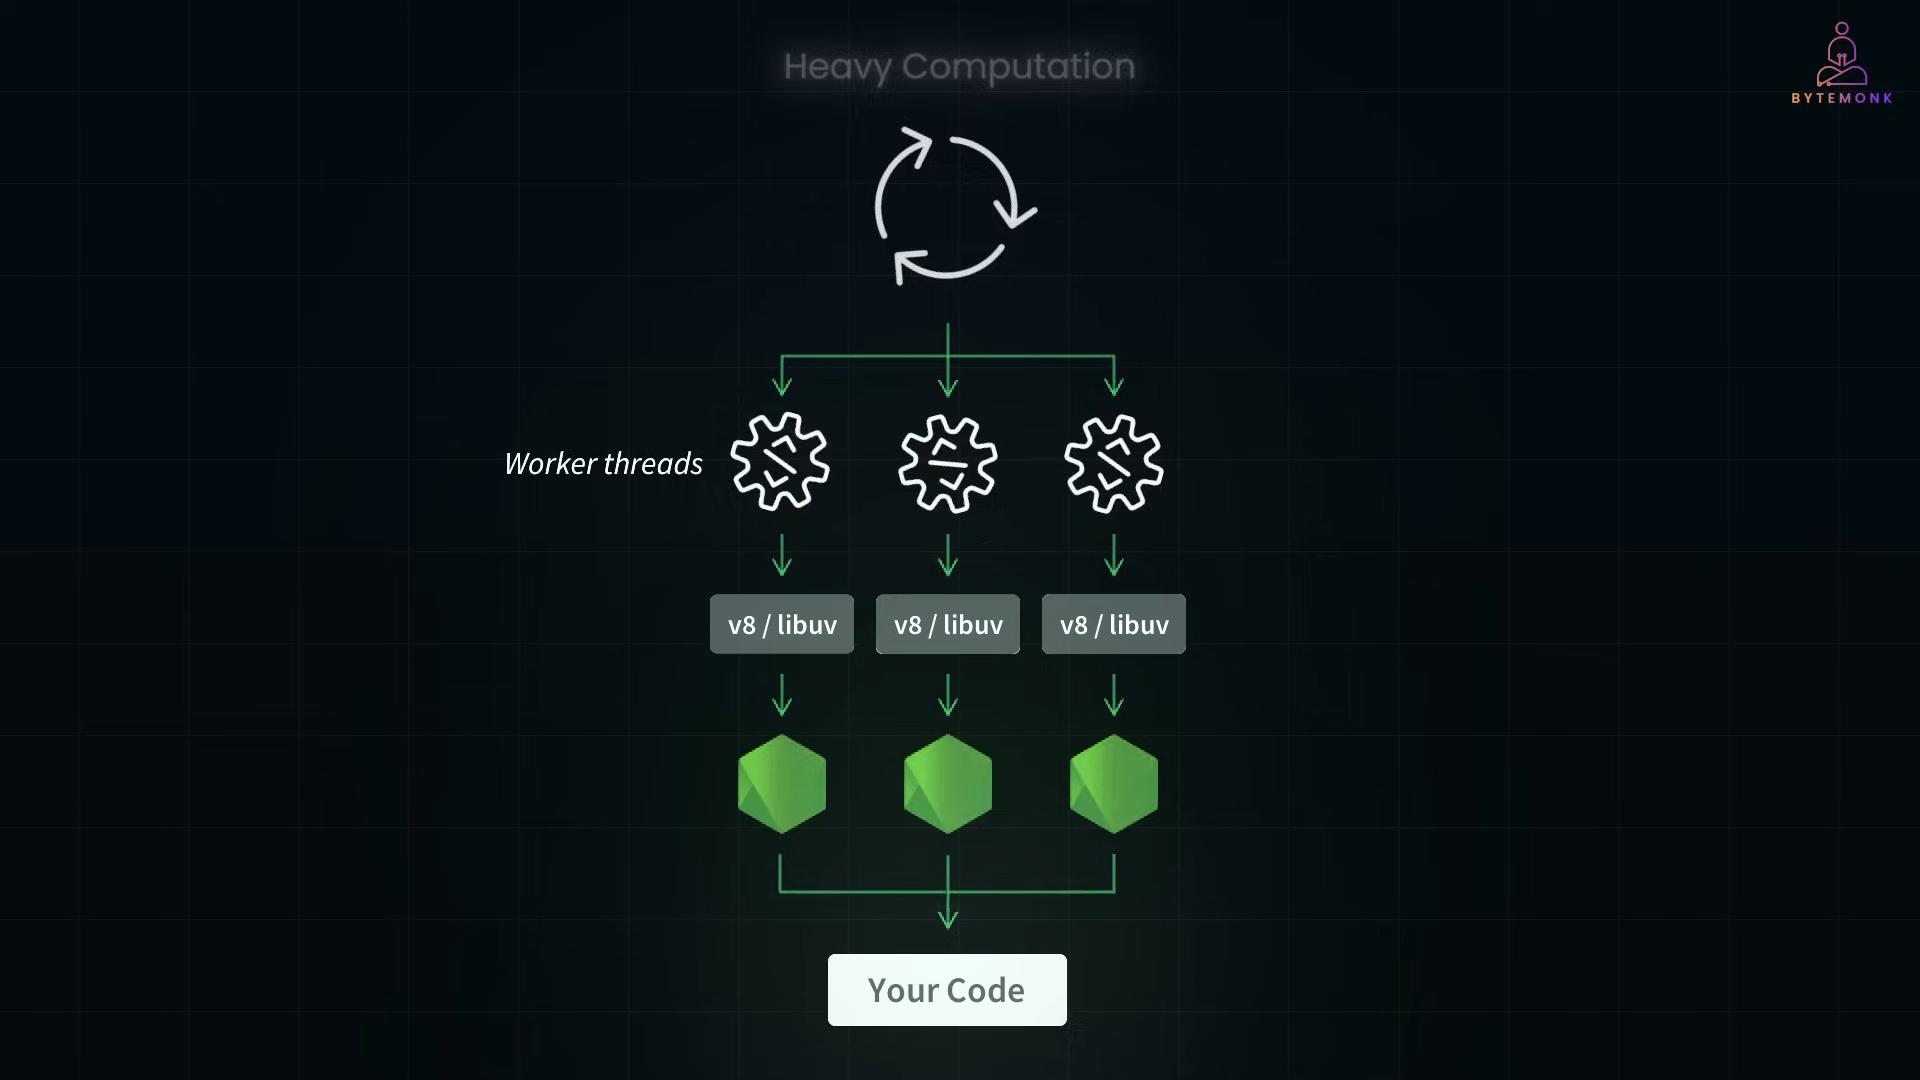 Heavy Computation
BYTEMONK
Worker threads
v8 / libuv
v8 / libuv
v8 / libuv
Your Code